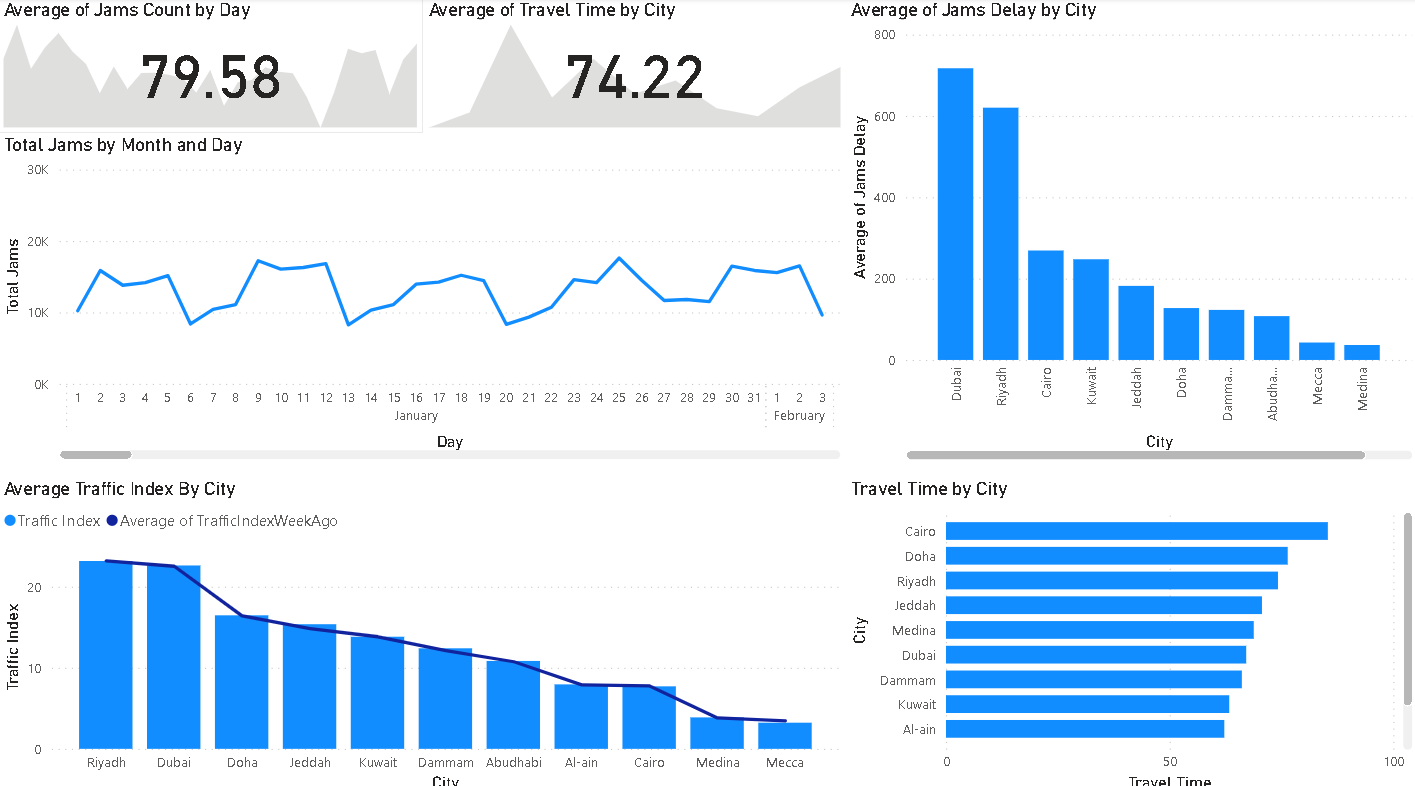 Average of Jams Count by Day
79.58
Average of Travel Time by City
74.22
Total Jams by Month and Day
Total Jams
30K
20K
10K
0K
1 2 3 4 5 6 7 8 9 10 11 12 13 14 15 16 17 18 19 20 21 22 23 24 25 26 27 28 29 30 31 1 2 3
January February
Day
Average of Jams Delay by City
Average of Jams Delay
800
600
400
200
0
Dubai
Riyadh
Cairo
Kuwait
Jeddah
Doha
Damma...
Abudha...
Mecca
Medina
City
Average Traffic Index By City
Traffic Index Average of TrafficIndexWeekAgo
Traffic Index
20
10
0
Riyadh Dubai Doha Jeddah Kuwait Dammam Abudhabi Al-ain Cairo Medina Mecca
City
Travel Time by City
City
Cairo
Doha
Riyadh
Jeddah
Medina
Dubai
Dammam
Kuwait
Al-ain
0 50 100
Travel Time